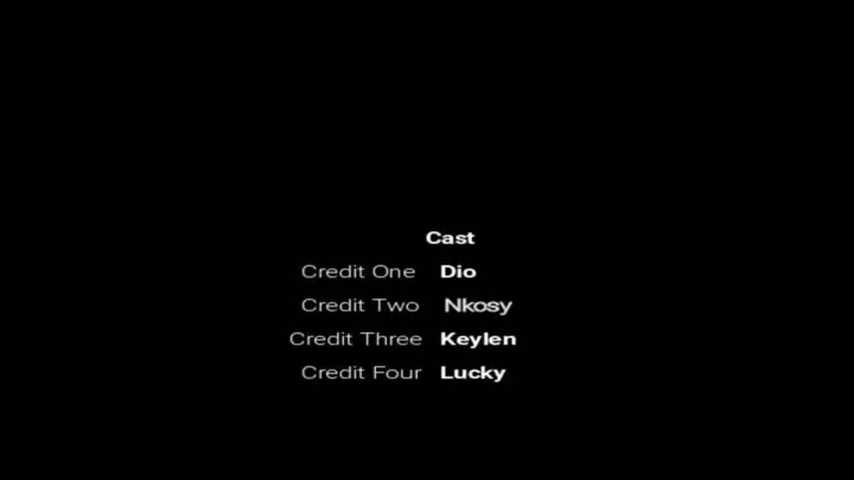 Cast
Credit One Dio
Credit Two Nkosy
Credit Three Keylen
Credit Four Lucky